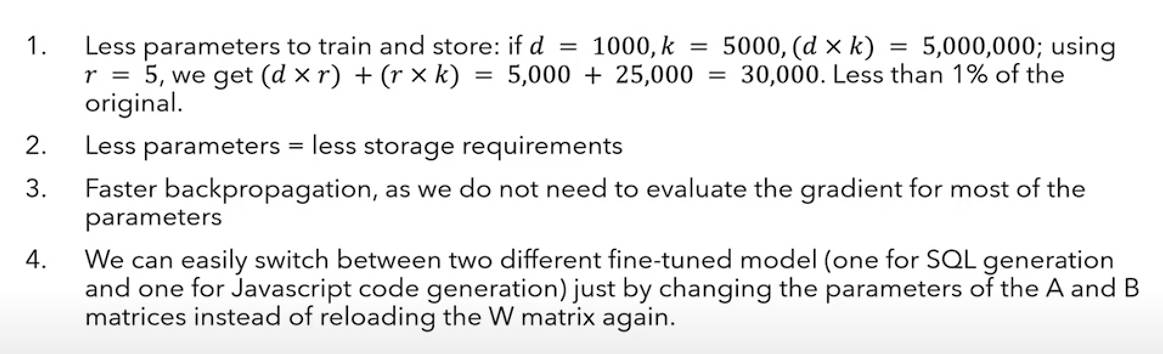 1. Less parameters to train and store: if d = 1000, k = 5000, (d × k) = 5,000,000; using
r = 5, we get (d × r) + (r × k) = 5,000 + 25,000 = 30,000. Less than 1% of the
original.
2. Less parameters = less storage requirements
3. Faster backpropagation, as we do not need to evaluate the gradient for most of the
parameters
4. We can easily switch between two different fine-tuned model (one for SQL generation
and one for Javascript code generation) just by changing the parameters of the A and B
matrices instead of reloading the W matrix again.